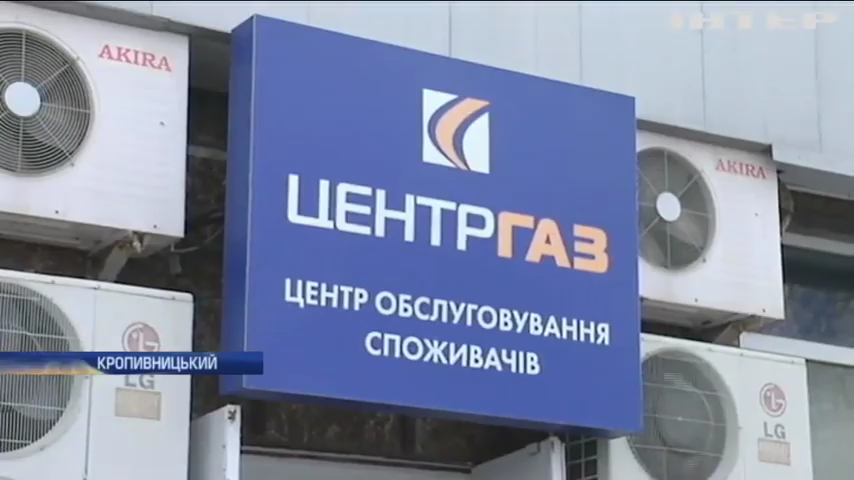 ІНТЕР
AKIRA
AKIRA
ЦЕНТРГАЗ
ЦЕНТР ОБСЛУГОВУВАННЯ
СПОЖИВАЧІВ
КРОПИВНИЦЬКИЙ
LG
LG